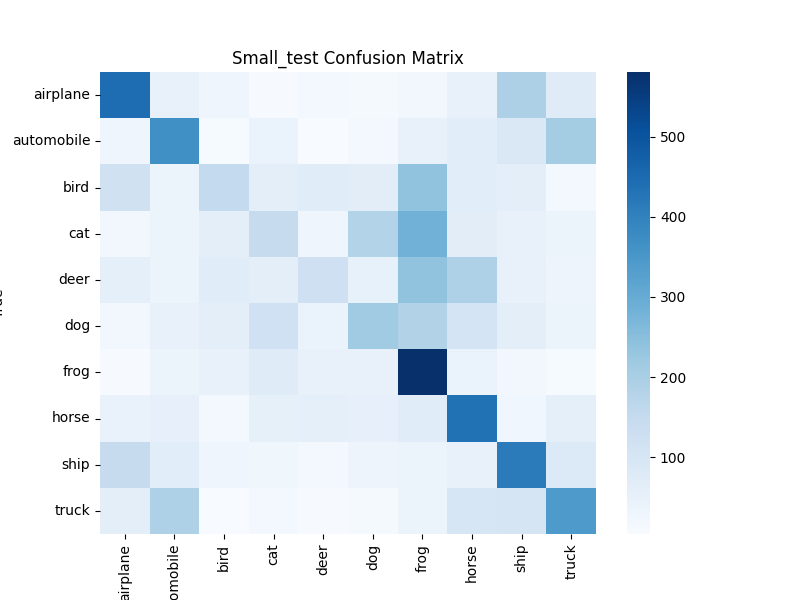 Small_test Confusion Matrix
airplane
automobile
bird
cat
deer
dog
frog
horse
ship
truck
airplane
omobile
bird
cat
deer
dog
frog
horse
ship
truck
500
400
300
200
100